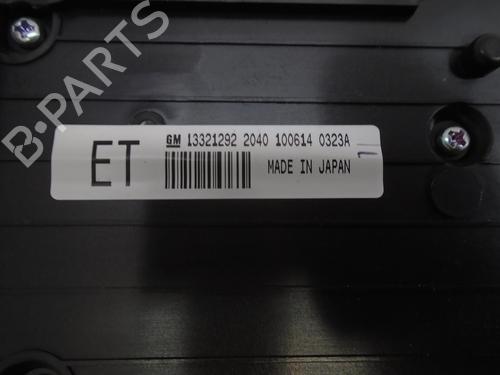 B-PARTS
GM 13321292 2040 100614 0323A
ET
MADE IN JAPAN